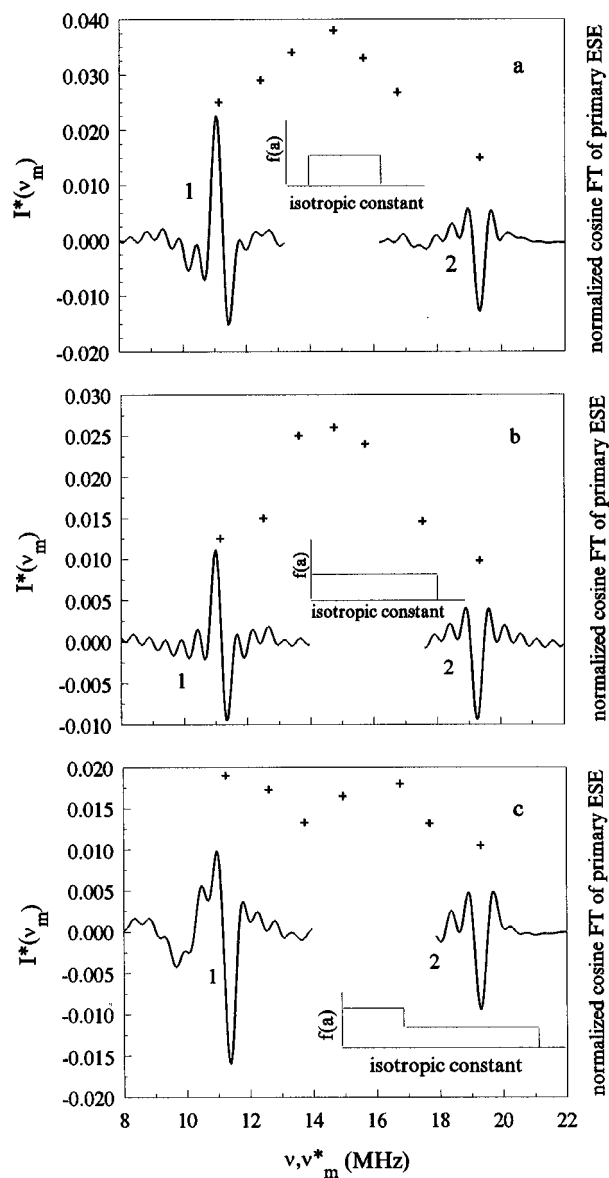 0.040
0.030
0.020
0.010
0.000
-0.010
-0.020
I*(νm)
a
1
2
f(a)
isotropic constant
normalized cosine FT of primary ESE
0.030
0.025
0.020
0.015
0.010
0.005
0.000
-0.005
-0.010
I*(νm)
b
1
2
f(a)
isotropic constant
normalized cosine FT of primary ESE
0.020
0.015
0.010
0.005
0.000
-0.005
-0.010
-0.015
-0.020
I*(νm)
c
1
2
f(a)
isotropic constant
normalized cosine FT of primary ESE
8 10 12 14 16 18 20 22
ν,ν*m (MHz)